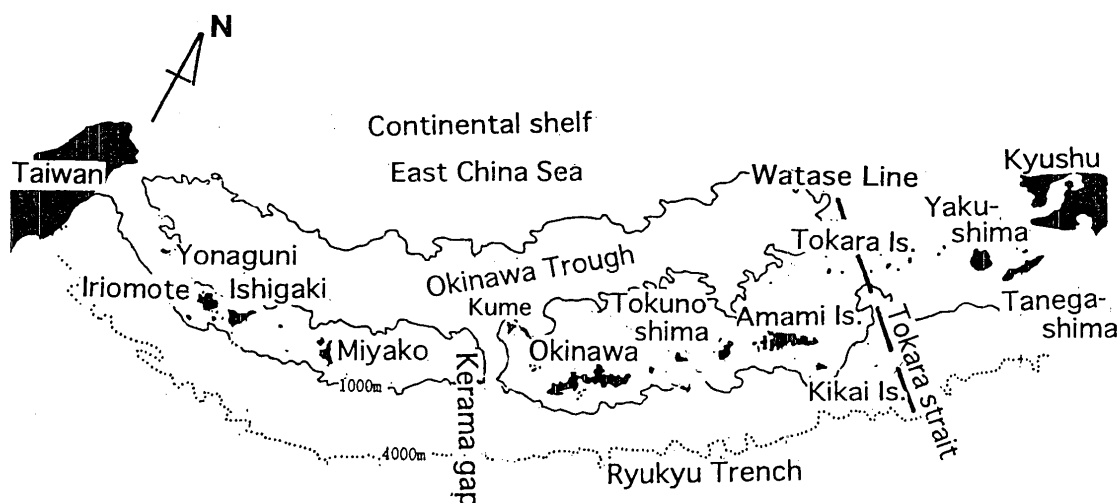 N
Continental shelf
East China Sea
Taiwan
Kyushu
Watase Line
Yaku-
shima
Tokara Is.
Yonaguni
Okinawa Trough
Iriomote
Ishigaki
Kume
Tokuno
shima
Amami Is.
Tanega-
shima
Okinawa
Miyako
1000m
Kerama gap
Kikai Is.
Tokara strait
4000m
Ryukyu Trench